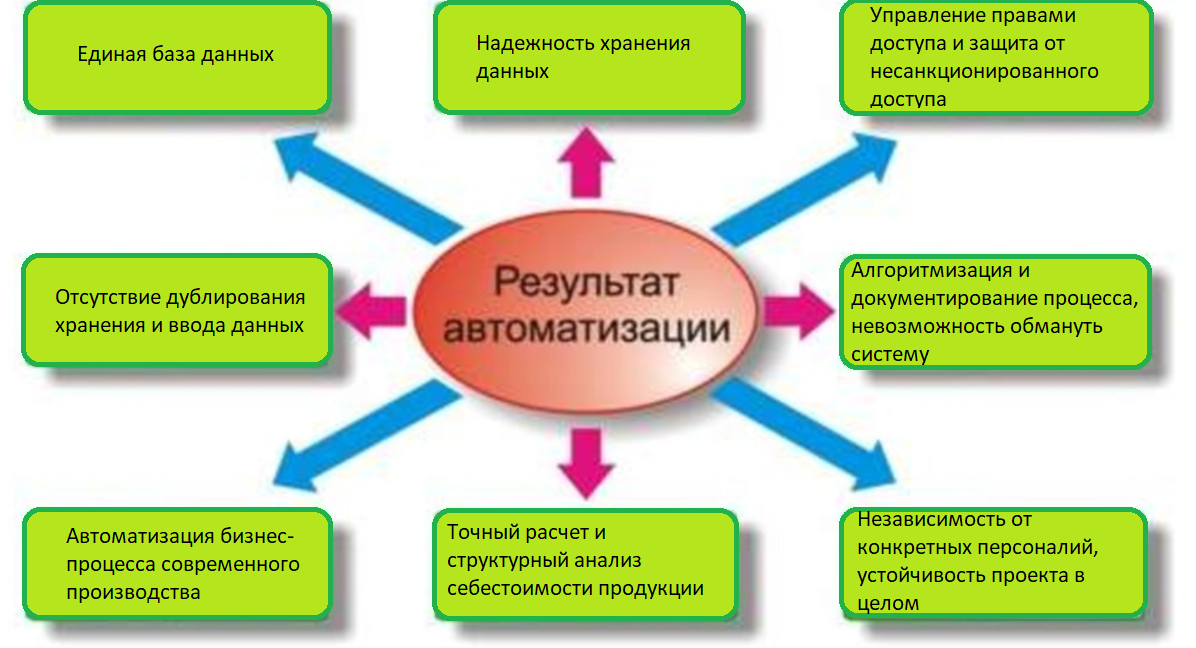 Единая база данных
Надежность хранения
данных
Управление правами
доступа и защита от
несанкционированного
доступа
Отсутствие дублирования
хранения и ввода данных
Результат
автоматизации
Алгоритмизация и
документирование процесса,
невозможность обмануть
систему
Автоматизация бизнес-
процесса современного
производства
Точный расчет и
структурный анализ
себестоимости продукции
Независимость от
конкретных персоналий,
устойчивость проекта в
целом